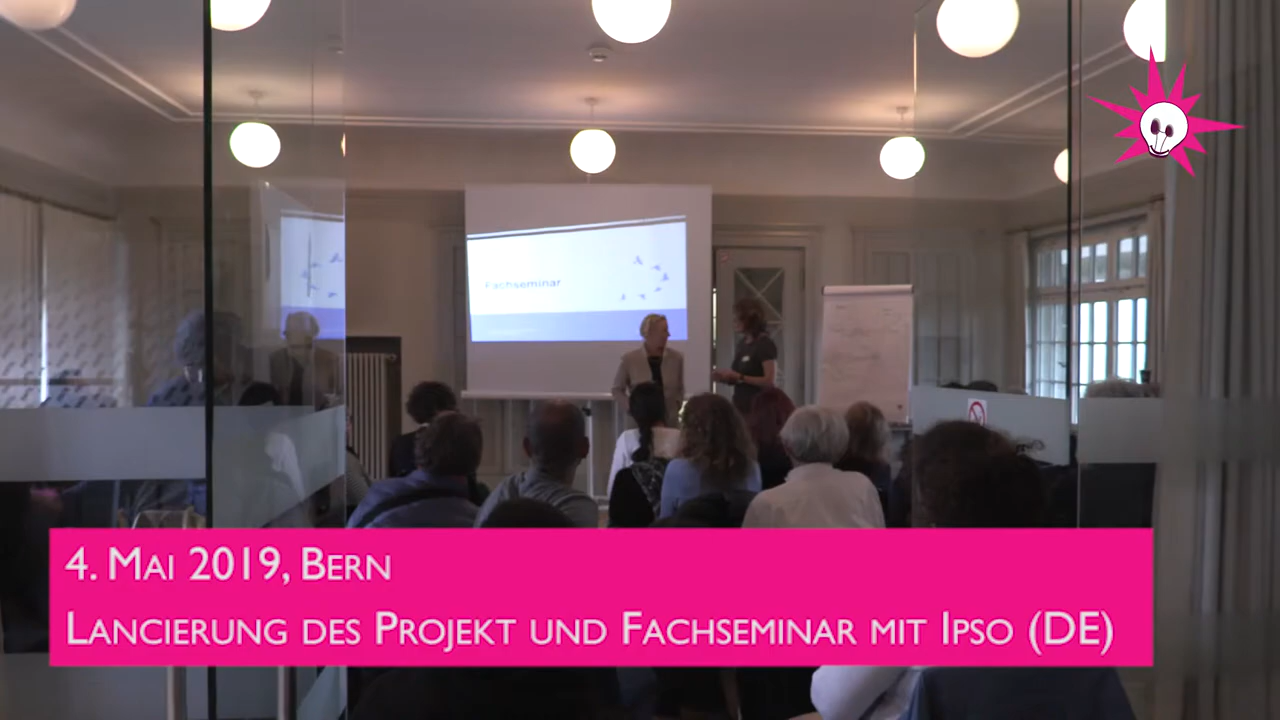 Fachseminar
4. Mai 2019, Bern
Lancierung des Projekt und Fachseminar mit Ipso (DE)